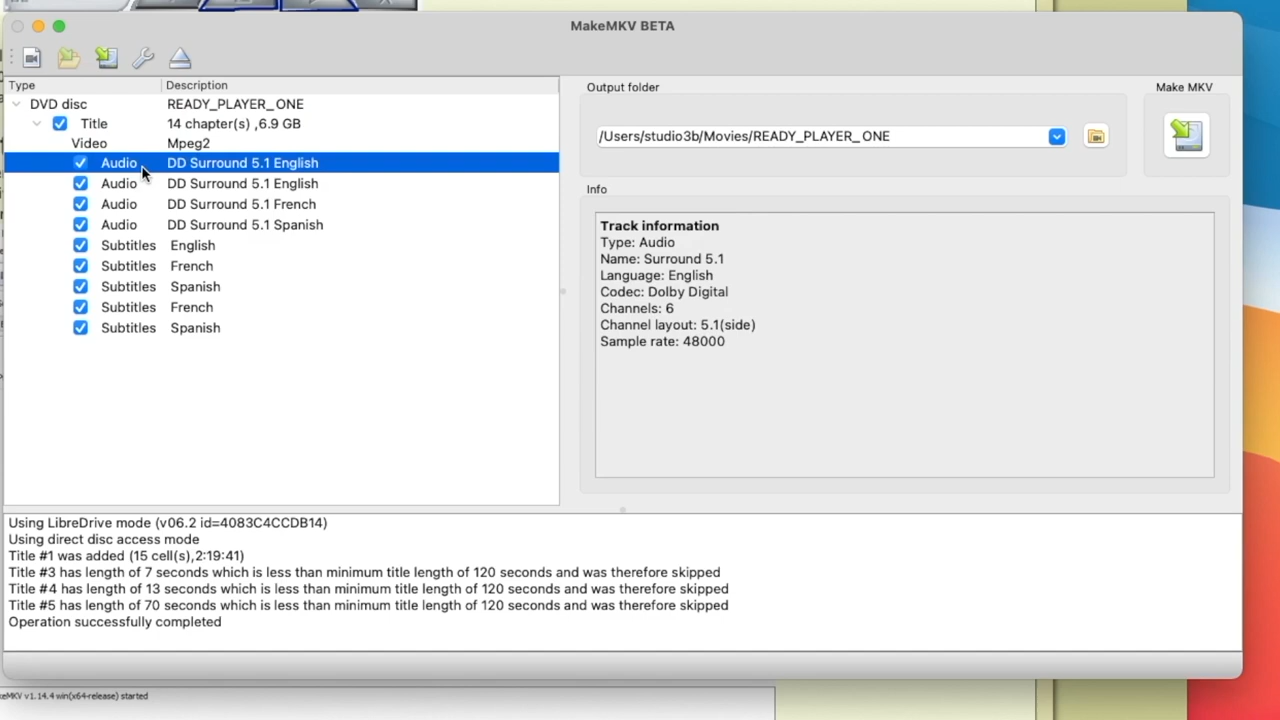 MakeMKV BETA
Type Description
DVD disc READY_PLAYER_ONE
Title 14 chapter(s) ,6.9 GB
Video Mpeg2
Audio DD Surround 5.1 English
Audio DD Surround 5.1 English
Audio DD Surround 5.1 French
Audio DD Surround 5.1 Spanish
Subtitles English
Subtitles French
Subtitles Spanish
Subtitles French
Subtitles Spanish
Output folder
/Users/studio3b/Movies/READY_PLAYER_ONE
Make MKV
Info
Track information
Type: Audio
Name: Surround 5.1
Language: English
Codec: Dolby Digital
Channels: 6
Channel layout: 5.1(side)
Sample rate: 48000
Using LibreDrive mode (v06.2 id=4083C4CCDB14)
Using direct disc access mode
Title #1 was added (15 cell(s),2:19:41)
Title #3 has length of 7 seconds which is less than minimum title length of 120 seconds and was therefore skipped
Title #4 has length of 13 seconds which is less than minimum title length of 120 seconds and was therefore skipped
Title #5 has length of 70 seconds which is less than minimum title length of 120 seconds and was therefore skipped
Operation successfully completed
keMKV v1.14.4 win(x64-release) started